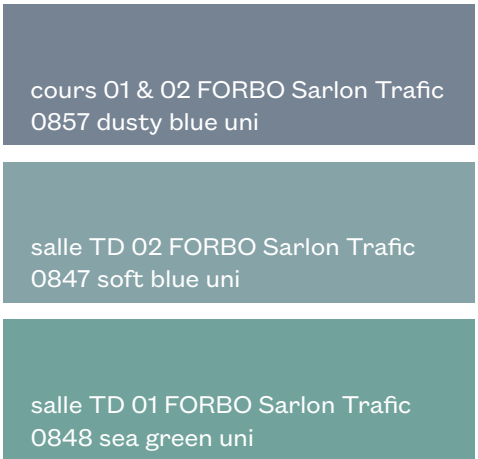 cours 01 & 02 FORBO Sarlon Trafic
0857 dusty blue uni
salle TD 02 FORBO Sarlon Trafic
0847 soft blue uni
salle TD 01 FORBO Sarlon Trafic
0848 sea green uni